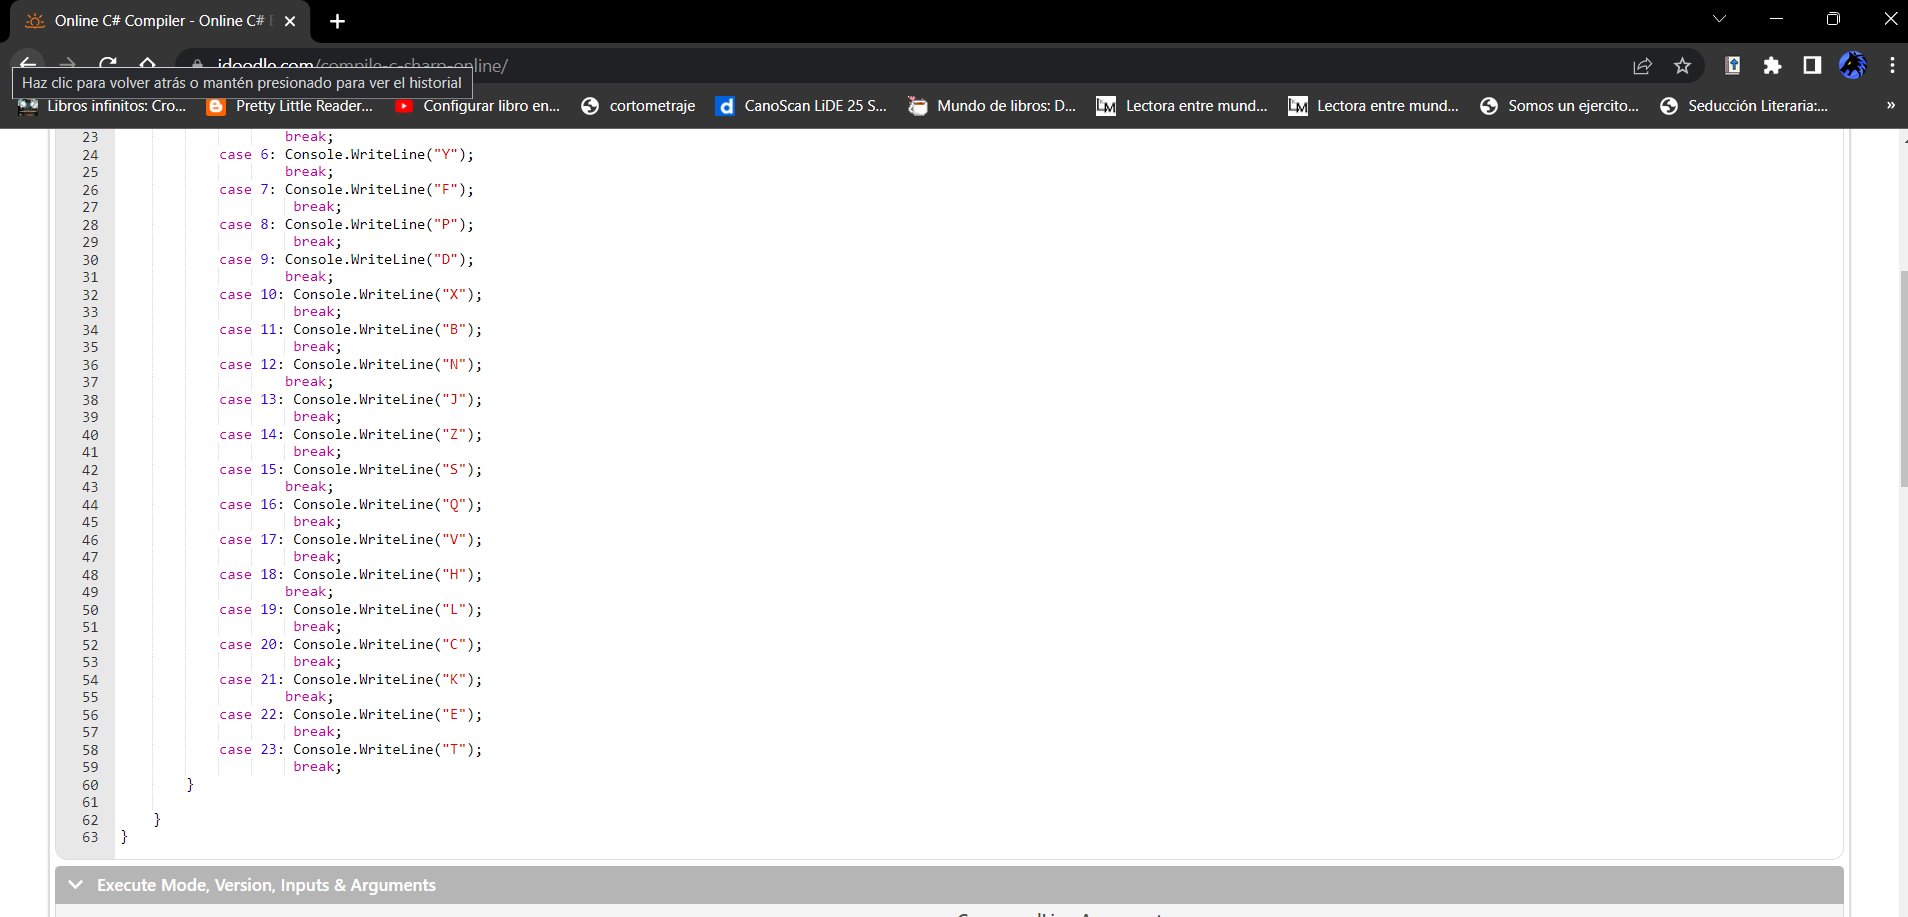 Online C# Compiler - Online C# E
jdoodle.com/compile-c-sharp-online/
Haz clic para volver atrás o mantén presionado para ver el historial
Libros infinitos: Cro... Pretty Little Reader... Configurar libro en... cortometraje CanoScan LiDE 25 S... Mundo de libros: D... Lectora entre mund... Lectora entre mund... Somos un ejercito... Seducción Literaria:... »
23 break;
24 case 6: Console.WriteLine("Y");
25 break;
26 case 7: Console.WriteLine("F");
27 break;
28 case 8: Console.WriteLine("P");
29 break;
30 case 9: Console.WriteLine("D");
31 break;
32 case 10: Console.WriteLine("X");
33 break;
34 case 11: Console.WriteLine("B");
35 break;
36 case 12: Console.WriteLine("N");
37 break;
38 case 13: Console.WriteLine("J");
39 break;
40 case 14: Console.WriteLine("Z");
41 break;
42 case 15: Console.WriteLine("S");
43 break;
44 case 16: Console.WriteLine("Q");
45 break;
46 case 17: Console.WriteLine("V");
47 break;
48 case 18: Console.WriteLine("H");
49 break;
50 case 19: Console.WriteLine("L");
51 break;
52 case 20: Console.WriteLine("C");
53 break;
54 case 21: Console.WriteLine("K");
55 break;
56 case 22: Console.WriteLine("E");
57 break;
58 case 23: Console.WriteLine("T");
59 break;
60 }
61
62 }
63 }
Execute Mode, Version, Inputs & Arguments